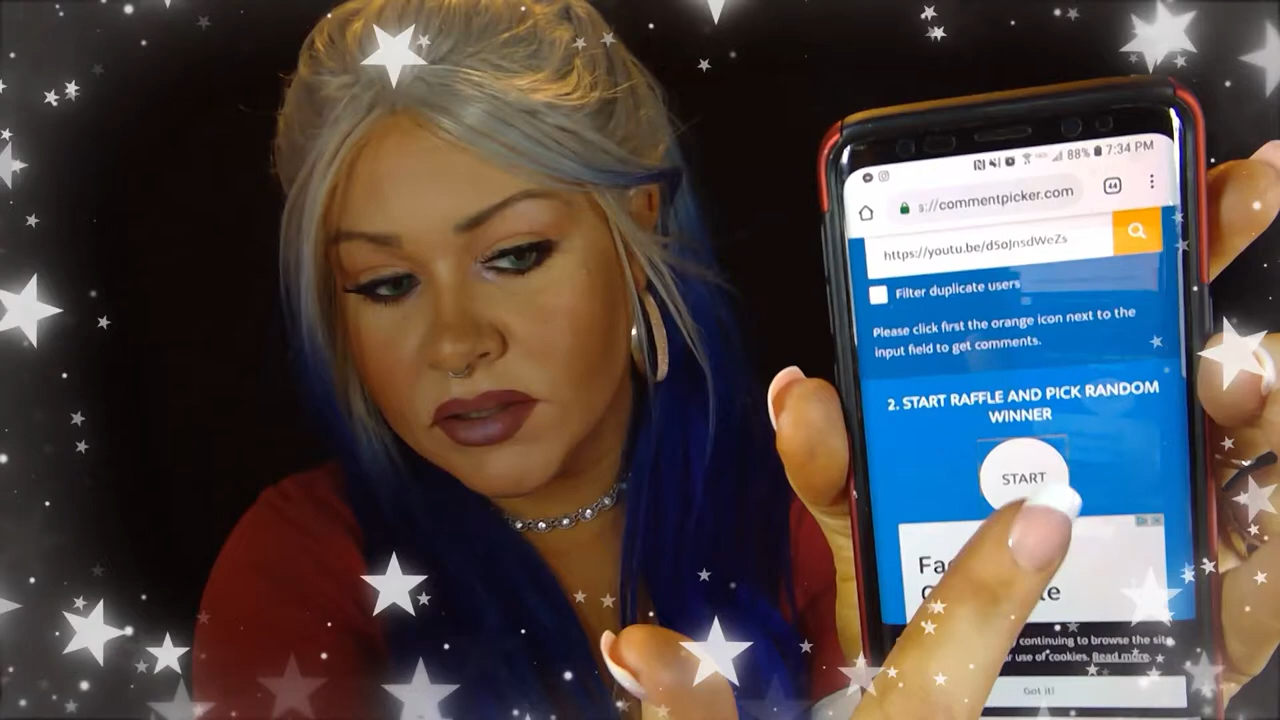 88% 7:34 PM
s://commentpicker.com
44
https://youtu.be/dSoJnsdWeZs
Filter duplicate users
Please click first the orange icon next to the
input field to get comments.
2. START RAFFLE AND PICK RANDOM
WINNER
START
continuing to browse the site
use of cookies. Read more.
Got it!